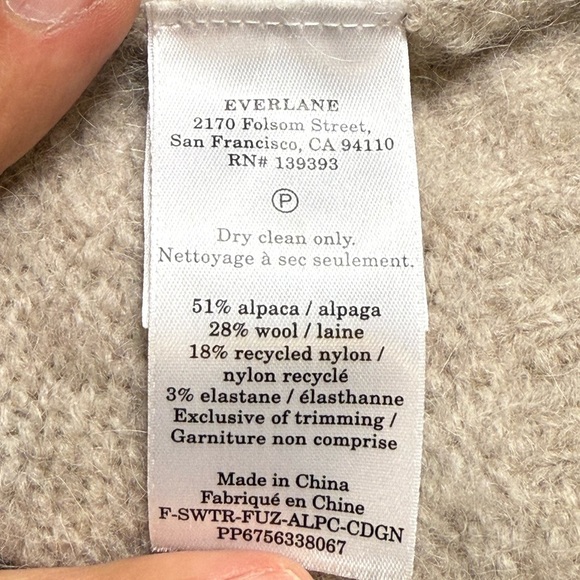 EVERLANE
2170 Folsom Street,
San Francisco, CA 94110
RN# 139393
P
Dry clean only.
Nettoyage à sec seulement.
51% alpaca / alpaga
28% wool / laine
18% recycled nylon /
nylon recyclé
3% elastane / élasthanne
Exclusive of trimming /
Garniture non comprise
Made in China
Fabriqué en Chine
F-SWTR-FUZ-ALPC-CDGN
PP6756338067